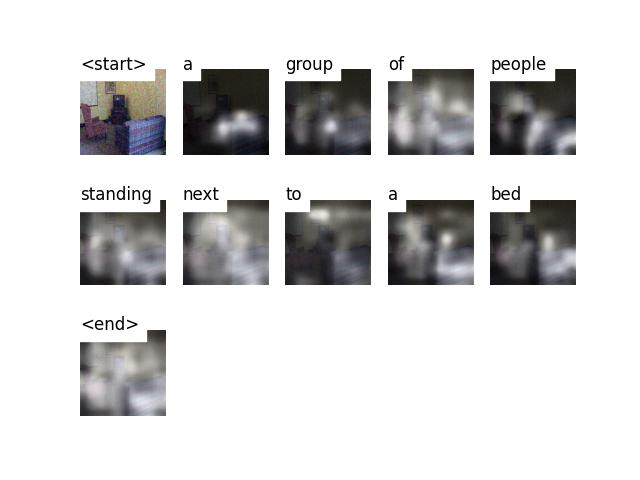 <start> a group of people
standing next to a bed
<end>